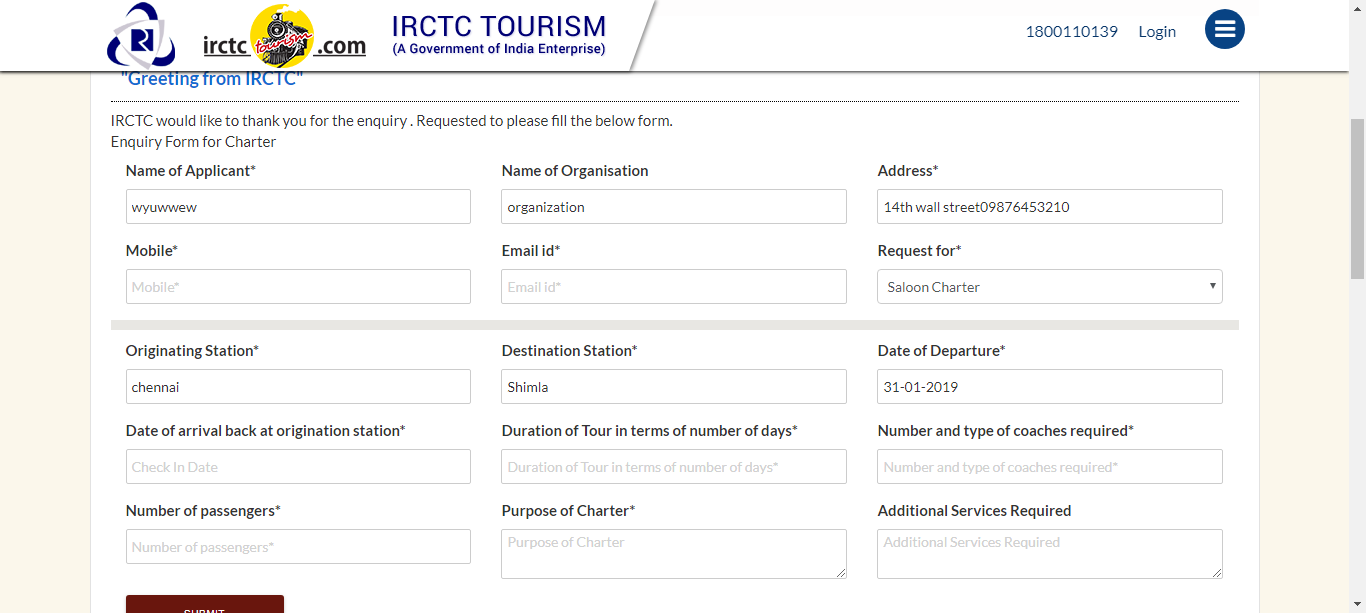 irctc tourism .com
IRCTC TOURISM
(A Government of India Enterprise)
1800110139 Login
"Greeting from IRCTC"
IRCTC would like to thank you for the enquiry . Requested to please fill the below form.
Enquiry Form for Charter
Name of Applicant* Name of Organisation Address*
wyuwwew organization 14th wall street09876453210
Mobile* Email id* Request for*
Mobile* Email id* Saloon Charter
Originating Station* Destination Station* Date of Departure*
chennai Shimla 31-01-2019
Date of arrival back at origination station* Duration of Tour in terms of number of days* Number and type of coaches required*
Check In Date Duration of Tour in terms of number of days* Number and type of coaches required*
Number of passengers* Purpose of Charter* Additional Services Required
Number of passengers* Purpose of Charter Additional Services Required
SUBMIT